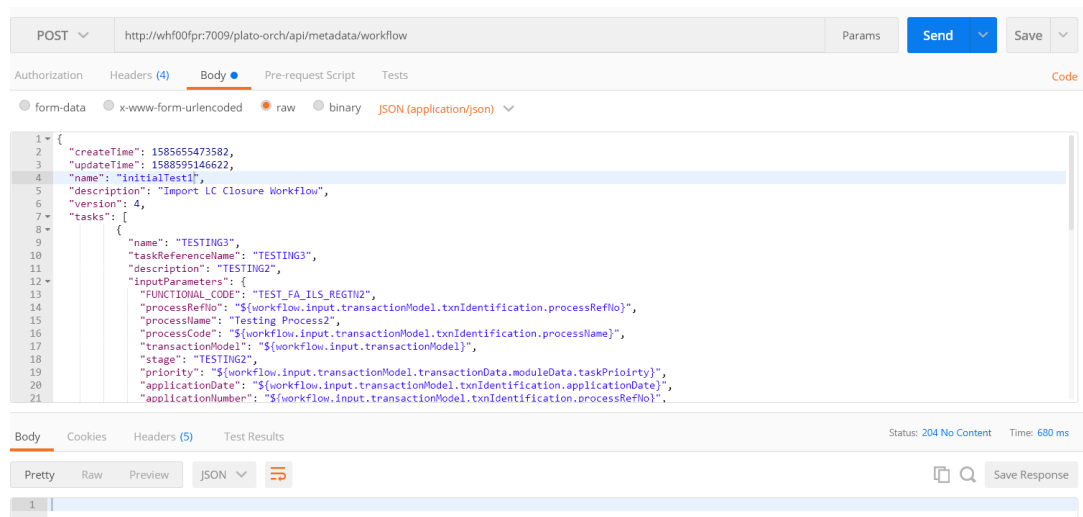 POST http://whf00fpr:7009/plato-orch/api/metadata/workflow Params Send Save
Authorization Headers (4) Body Pre-request Script Tests Code
form-data x-www-form-urlencoded raw binary JSON (application/json)
1 {
2 "createTime": 1585655473582,
3 "updateTime": 1588595146622,
4 "name": "initialTest1",
5 "description": "Import LC Closure Workflow",
6 "version": 4,
7 "tasks": [
8 {
9 "name": "TESTING3",
10 "taskReferenceName": "TESTING3",
11 "description": "TESTING2",
12 "inputParameters": {
13 "FUNCTIONAL_CODE": "TEST_FA_ILS_REGTN2",
14 "processRefNo": "${workflow.input.transactionModel.txnIdentification.processRefNo}",
15 "processName": "Testing Process2",
16 "processCode": "${workflow.input.transactionModel.txnIdentification.processName}",
17 "transactionModel": "${workflow.input.transactionModel}",
18 "stage": "TESTING2",
19 "priority": "${workflow.input.transactionModel.transactionData.moduleData.taskPrioirty}",
20 "applicationDate": "${workflow.input.transactionModel.txnIdentification.applicationDate}",
21 "applicationNumber": "${workflow.input.transactionModel.txnIdentification.processRefNo}",
Body Cookies Headers (5) Test Results Status: 204 No Content Time: 680 ms
Pretty Raw Preview JSON Save Response
1